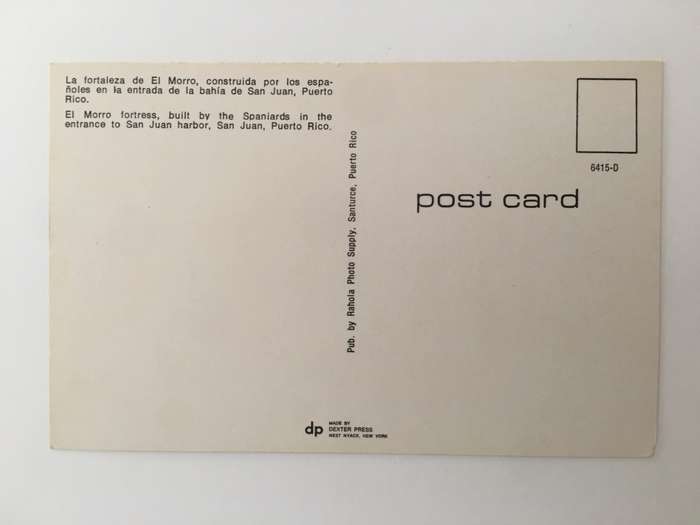 La fortaleza de El Morro, construida por los espa-
ñoles en la entrada de la bahía de San Juan, Puerto
Rico.
El Morro fortress, built by the Spaniards in the
entrance to San Juan harbor, San Juan, Puerto Rico.
Pub. by Rahola Photo Supply, Santurce, Puerto Rico
6415-D
post card
dp
MADE BY
DEXTER PRESS
WEST NYACK, NEW YORK